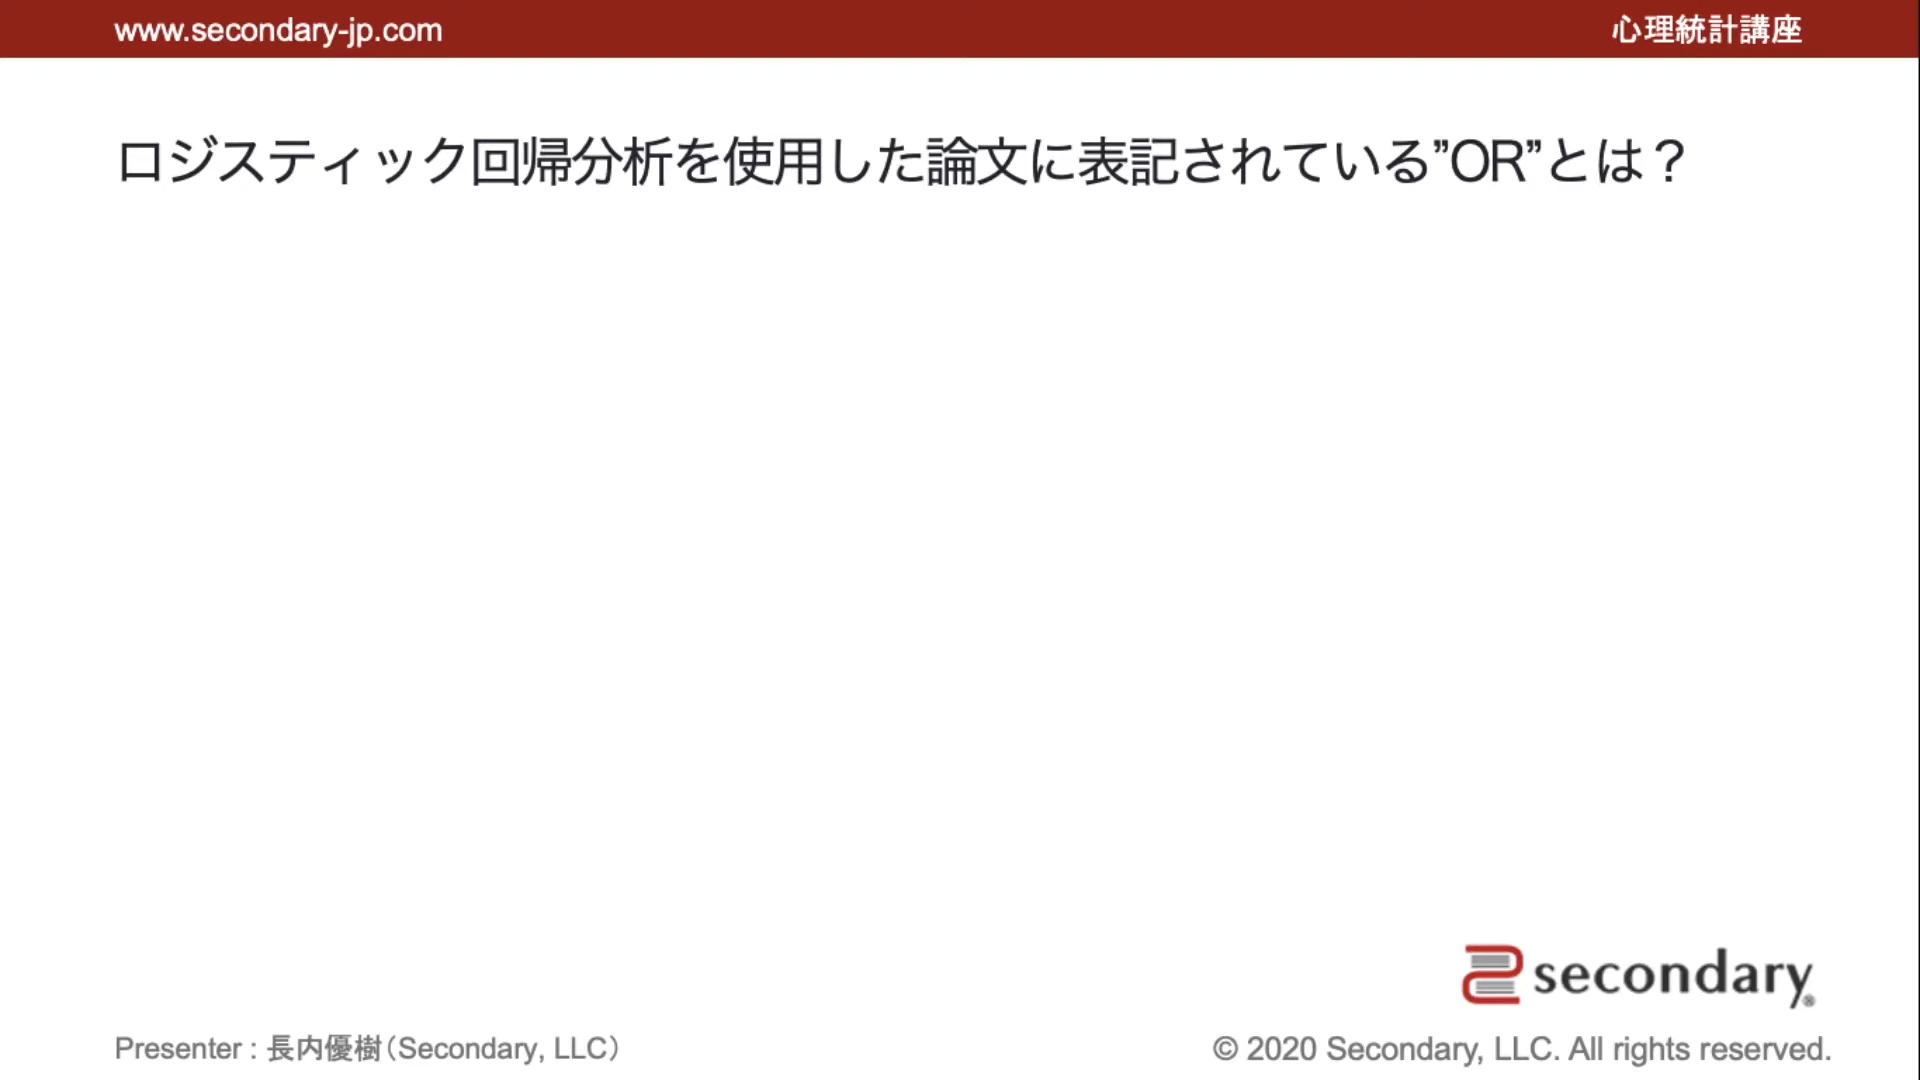 www.secondary-jp.com
心理統計講座
ロジスティック回帰分析を使用した論文に表記されている”OR”とは？
secondary®
Presenter : 長内優樹（Secondary, LLC）
© 2020 Secondary, LLC. All rights reserved.